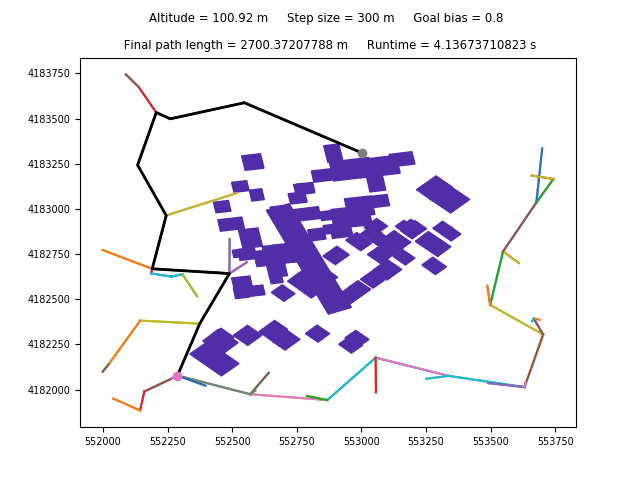 Altitude = 100.92 m     Step size = 300 m     Goal bias = 0.8
Final path length = 2700.37207788 m     Runtime = 4.13673710823 s
4183750
4183500
4183250
4183000
4182750
4182500
4182250
4182000
552000 552250 552500 552750 553000 553250 553500 553750